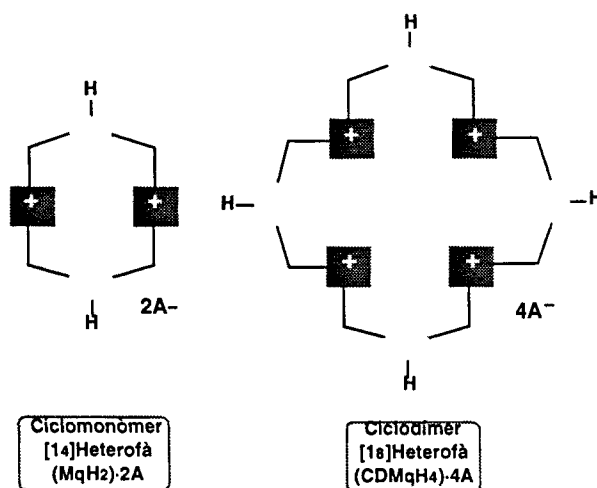 H
H
+
+
H
2A-
H
+
+
H-
-H
+
+
4A-
H
Ciclomonòmer
[14]Heterofà
(MqH2)·2A
Ciclodímer
[18]Heterofà
(CDMqH4)·4A